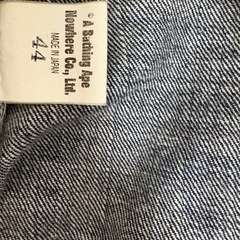 © A Bathing Ape
Nowhere Co., Ltd.
MADE IN JAPAN
44